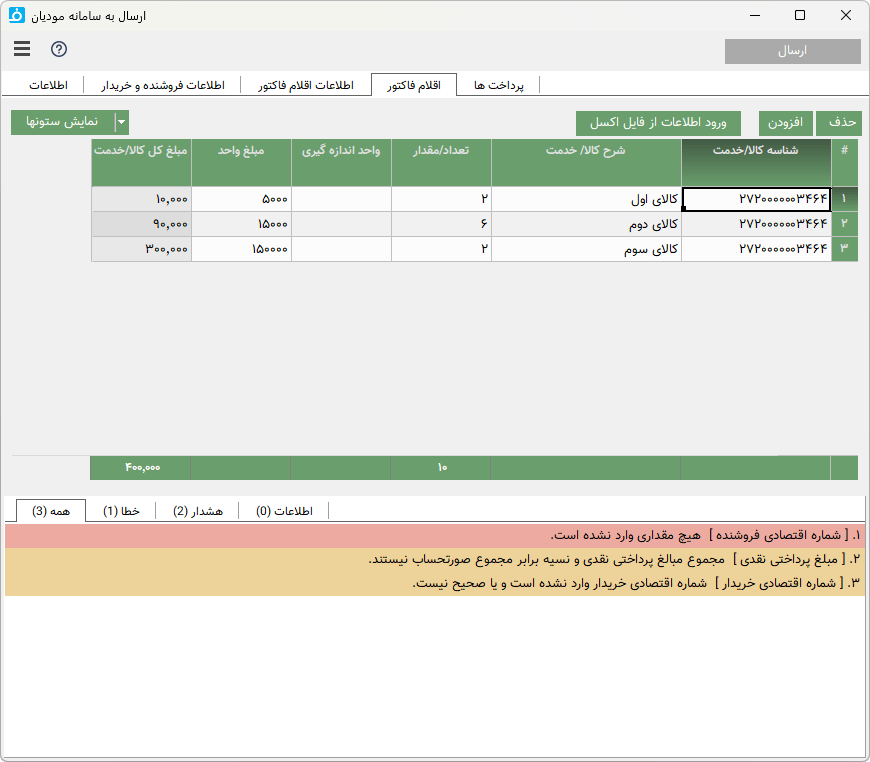 ارسال به سامانه مودیان
ارسال
اطلاعات | اطلاعات فروشنده و خریدار | اطلاعات اقلام فاکتور | اقلام فاکتور | پرداخت ها
حذف | افزودن | ورود اطلاعات از فایل اکسل | نمایش ستونها
# | شناسه کالا/خدمت | شرح کالا/ خدمت | تعداد/مقدار | واحد اندازه گیری | مبلغ واحد | مبلغ کل کالا/خدمت
۱ | ۲۷۲۰۰۰۰۰۰۳۴۶۴ | کالای اول | ۲ | ۵۰۰۰ | ۱۰,۰۰۰
۲ | ۲۷۲۰۰۰۰۰۰۳۴۶۴ | کالای دوم | ۶ | ۱۵۰۰۰ | ۹۰,۰۰۰
۳ | ۲۷۲۰۰۰۰۰۰۳۴۶۴ | کالای سوم | ۲ | ۱۵۰۰۰۰ | ۳۰۰,۰۰۰
۱۰ | ۴۰۰,۰۰۰
همه (3) | خطا (1) | هشدار (2) | اطلاعات (0)
۱. [ شماره اقتصادی فروشنده ] هیچ مقداری وارد نشده است.
۲. [ مبلغ پرداختی نقدی ] مجموع مبالغ پرداختی نقدی و نسیه برابر مجموع صورتحساب نیستند.
۳. [ شماره اقتصادی خریدار ] شماره اقتصادی خریدار وارد نشده است و یا صحیح نیست.